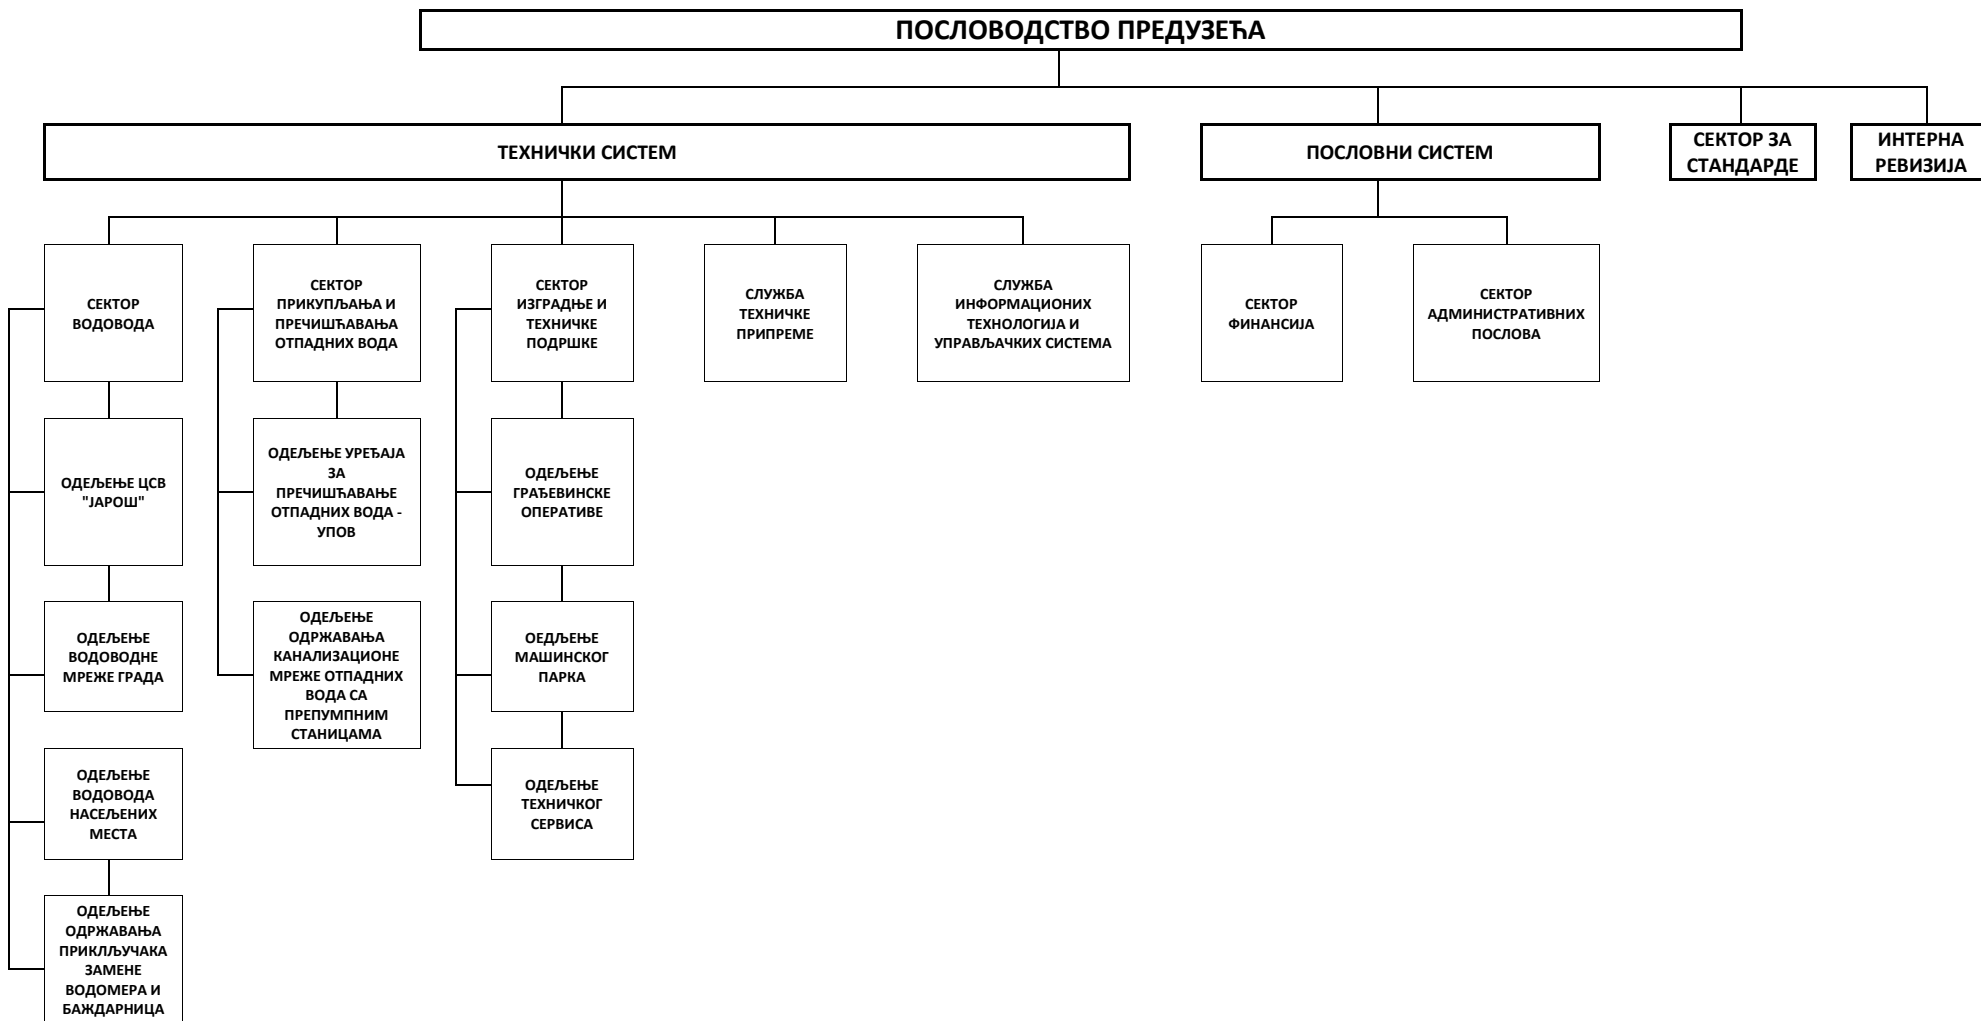 ПОСЛОВОДСТВО ПРЕДУЗЕЋА
ТЕХНИЧКИ СИСТЕМ
ПОСЛОВНИ СИСТЕМ
СЕКТОР ЗА
СТАНДАРДЕ
ИНТЕРНА
РЕВИЗИЈА
СЕКТОР
ВОДОВОДА
СЕКТОР
ПРИКУПЉАЊА И
ПРЕЧИШЋАВАЊА
ОТПАДНИХ ВОДА
СЕКТОР
ИЗГРАДЊЕ И
ТЕХНИЧКЕ
ПОДРШКЕ
СЛУЖБА
ТЕХНИЧКЕ
ПРИПРЕМЕ
СЛУЖБА
ИНФОРМАЦИОНИХ
ТЕХНОЛОГИЈА И
УПРАВЉАЧКИХ СИСТЕМА
СЕКТОР
ФИНАНСИЈА
СЕКТОР
АДМИНИСТРАТИВНИХ
ПОСЛОВА
ОДЕЉЕЊЕ ЦСВ
"ЈАРОШ"
ОДЕЉЕЊЕ УРЕЂАЈА
ЗА
ПРЕЧИШЋАВАЊЕ
ОТПАДНИХ ВОДА -
УПОВ
ОДЕЉЕЊЕ
ГРАЂЕВИНСКЕ
ОПЕРАТИВЕ
ОДЕЉЕЊЕ
ВОДОВОДНЕ
МРЕЖЕ ГРАДА
ОДЕЉЕЊЕ
ОДРЖАВАЊА
КАНАЛИЗАЦИОНЕ
МРЕЖЕ ОТПАДНИХ
ВОДА СА
ПРЕПУМПНИМ
СТАНИЦАМА
ОЕДЉЕЊЕ
МАШИНСКОГ
ПАРКА
ОДЕЉЕЊЕ
ВОДОВОДА
НАСЕЉЕНИХ
МЕСТА
ОДЕЉЕЊЕ
ТЕХНИЧКОГ
СЕРВИСА
ОДЕЉЕЊЕ
ОДРЖАВАЊА
ПРИКЛЉУЧАКА
ЗАМЕНЕ
ВОДОМЕРА И
БАЖДАРНИЦА